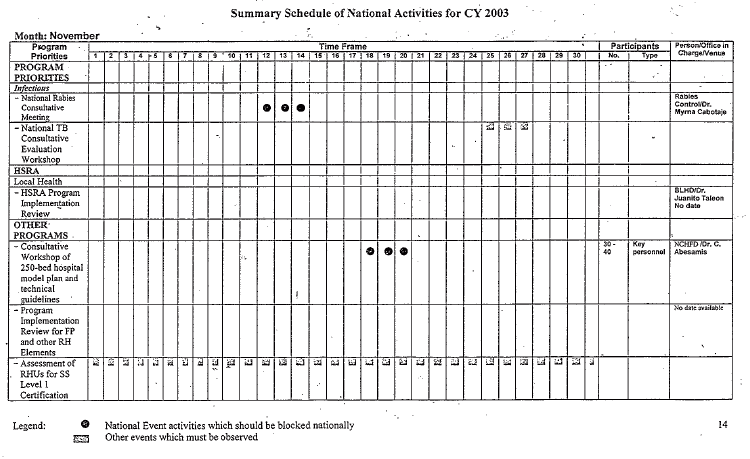 Summary Schedule of National Activities for CY 2003
Month: November
Program Priorities Time Frame Participants Person/Office in Charge/Venue
1 2 3 4 5 6 7 8 9 10 11 12 13 14 15 16 17 18 19 20 21 22 23 24 25 26 27 28 29 30 No. Type
PROGRAM
PRIORITIES
Infectious
- National Rabies Rabies
Consultative Control/Dr.
Meeting Myrna Cabotaje
- National TB
Consultative
Evaluation
Workshop
HSRA
Local Health
- HSRA Program BLHD/Dr.
Implementation Juanito Taleon
Review No date
OTHER
PROGRAMS
- Consultative 30 - Key NCHFD /Dr. C.
Workshop of 40 personnel Abesamis
250-bed hospital
model plan and
technical
guidelines
- Program No date available
Implementation
Review for FP
and other RH
Elements
- Assessment of
RHUs for SS
Level 1
Certification
Legend: National Event activities which should be blocked nationally 14
Other events which must be observed